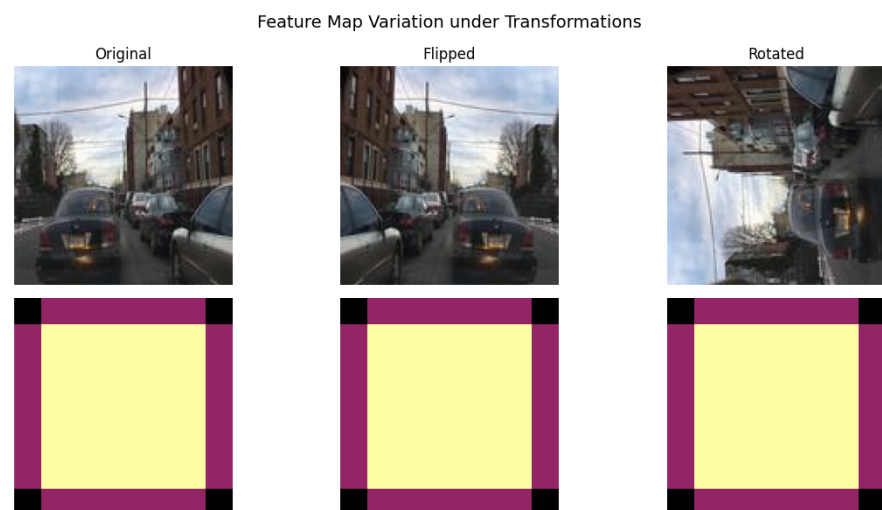 Feature Map Variation under Transformations
Original
Flipped
Rotated